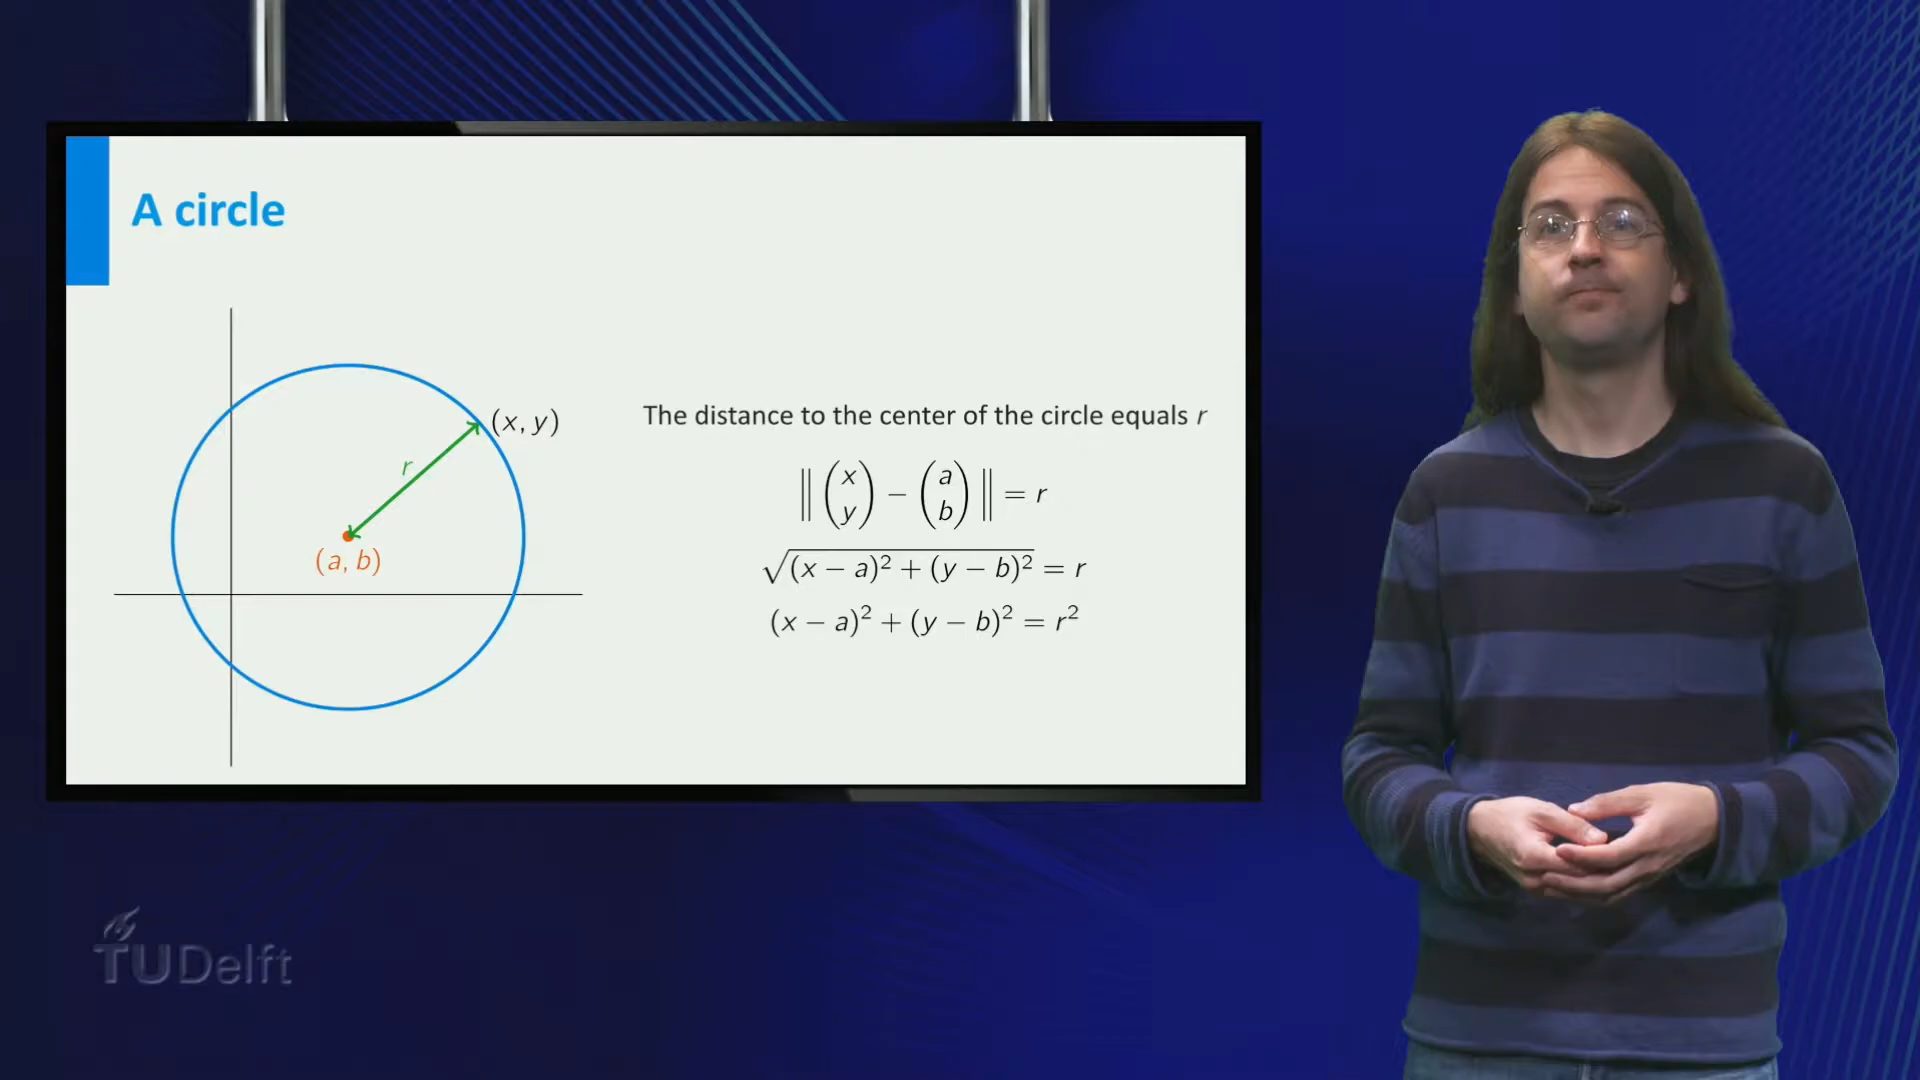 A circle
(x, y)
r
(a, b)
The distance to the center of the circle equals r
‖ (x y) − (a b) ‖ = r
√(x − a)² + (y − b)² = r
(x − a)² + (y − b)² = r²
TUDelft